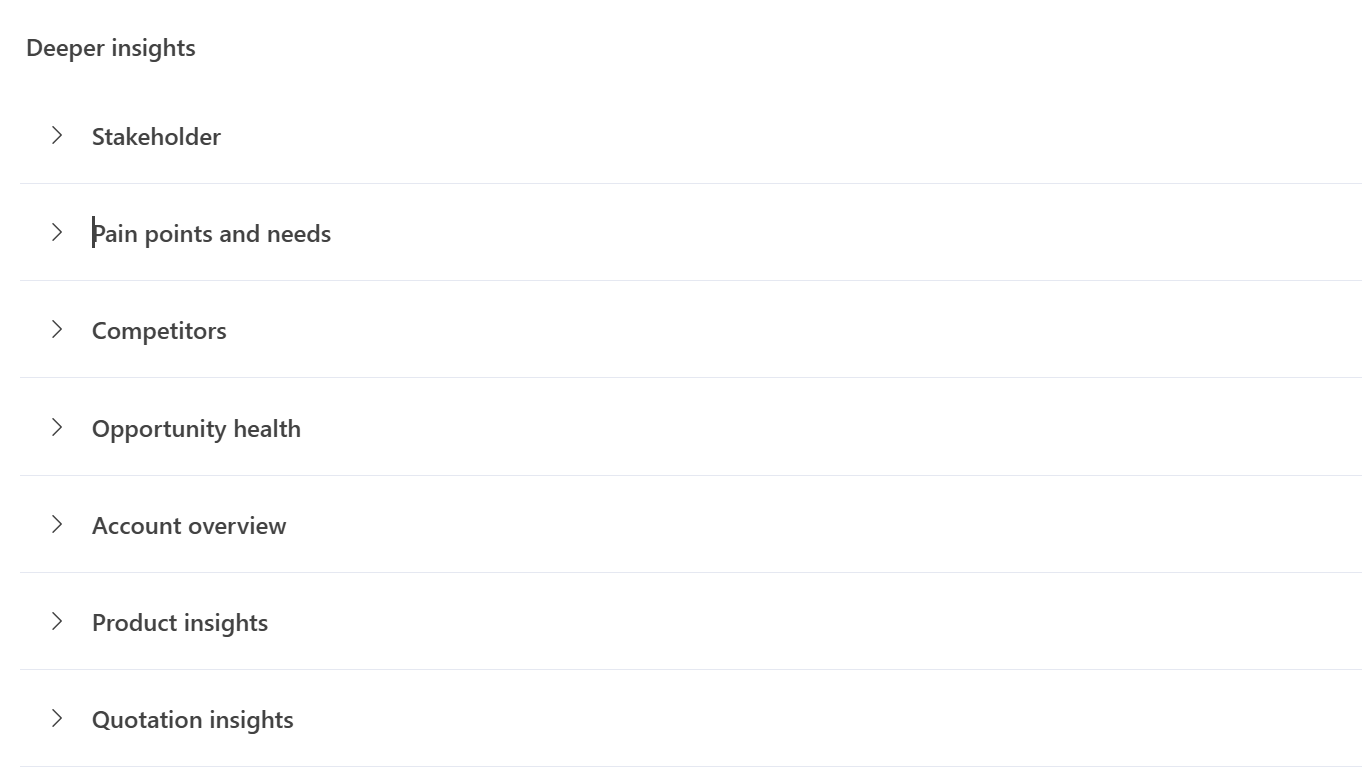 Deeper insights
Stakeholder
Pain points and needs
Competitors
Opportunity health
Account overview
Product insights
Quotation insights